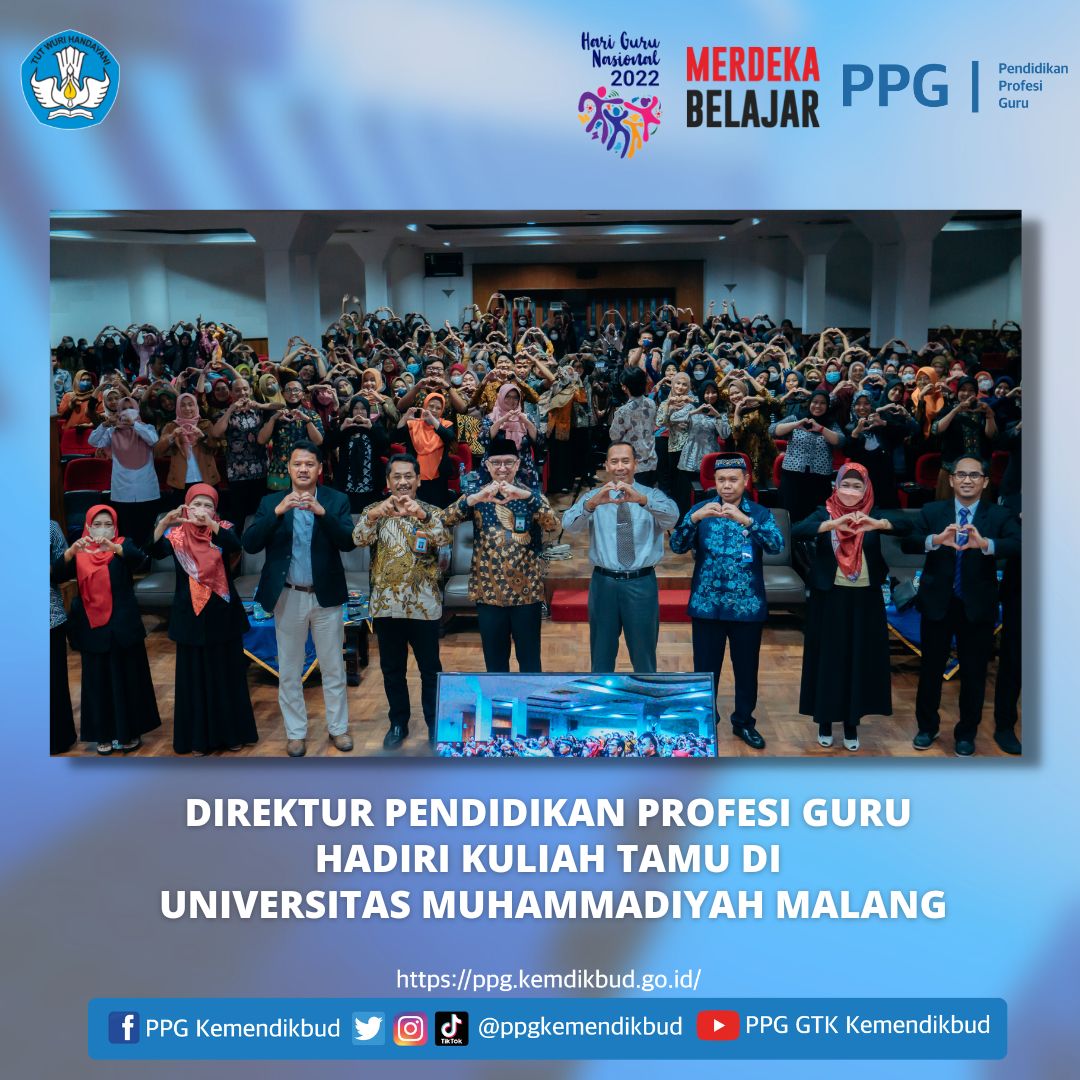 TUT WURI HANDAYANI
Hari Guru
Nasional
2022
MERDEKA
BELAJAR
PPG
Pendidikan
Profesi
Guru
DIREKTUR PENDIDIKAN PROFESI GURU
HADIRI KULIAH TAMU DI
UNIVERSITAS MUHAMMADIYAH MALANG
https://ppg.kemdikbud.go.id/
PPG Kemendikbud
TikTok
@ppgkemendikbud
PPG GTK Kemendikbud